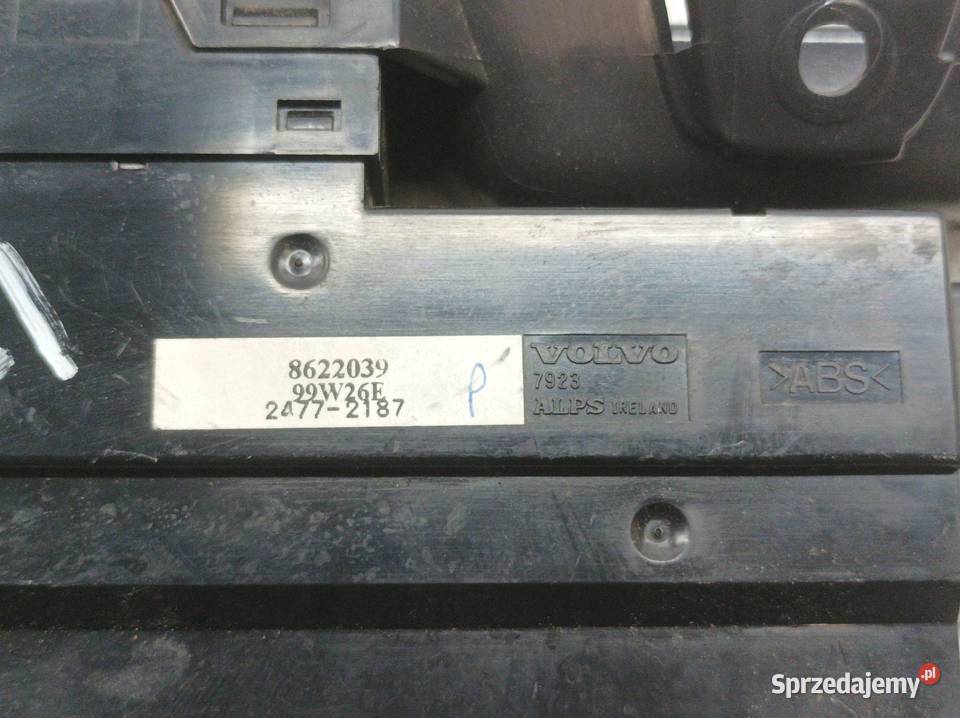 8622039
99W26E
2477-2187
P
VOLVO
7923
ALPS IRELAND
>ABS<
Sprzedajemy.pl